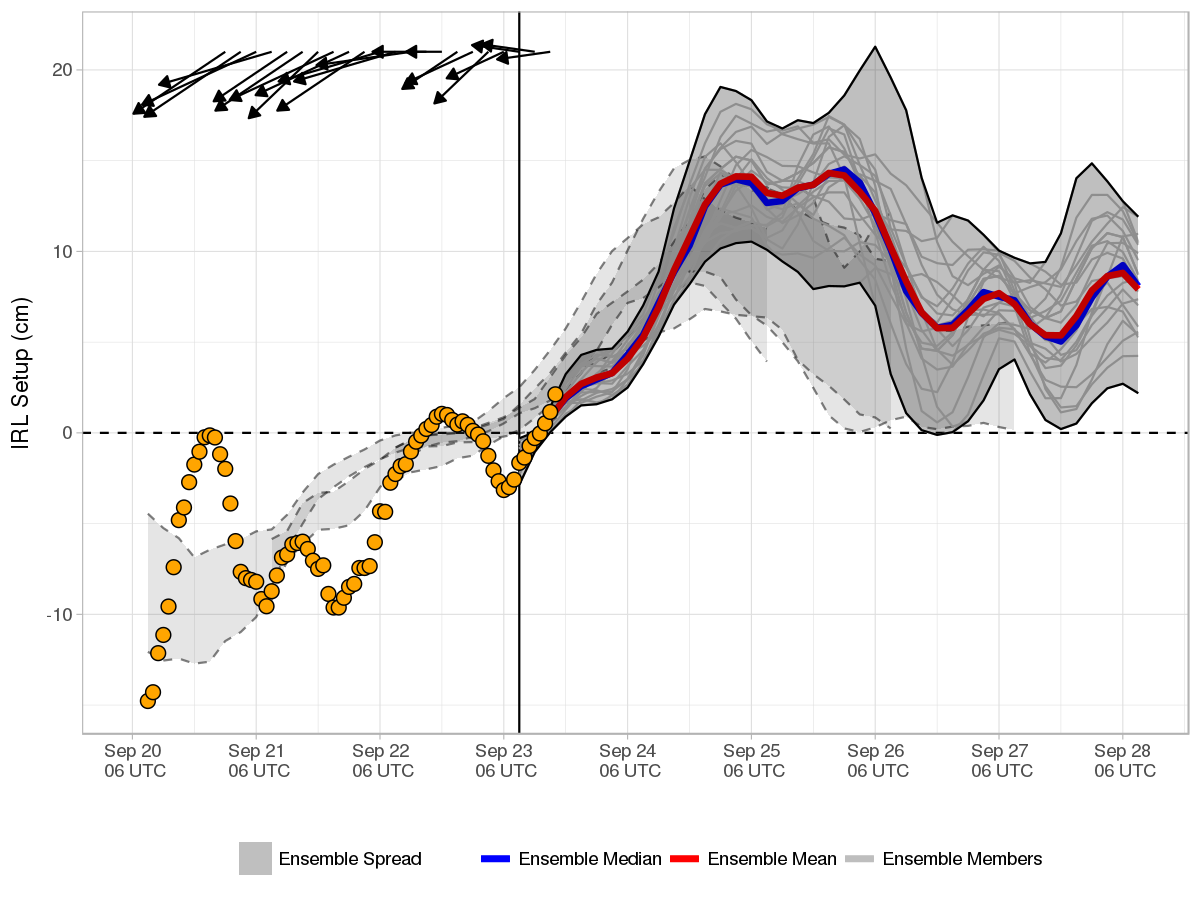 IRL Setup (cm)
20
10
0
-10
Sep 20 Sep 21 Sep 22 Sep 23 Sep 24 Sep 25 Sep 26 Sep 27 Sep 28
06 UTC 06 UTC 06 UTC 06 UTC 06 UTC 06 UTC 06 UTC 06 UTC 06 UTC
Ensemble Spread Ensemble Median Ensemble Mean Ensemble Members